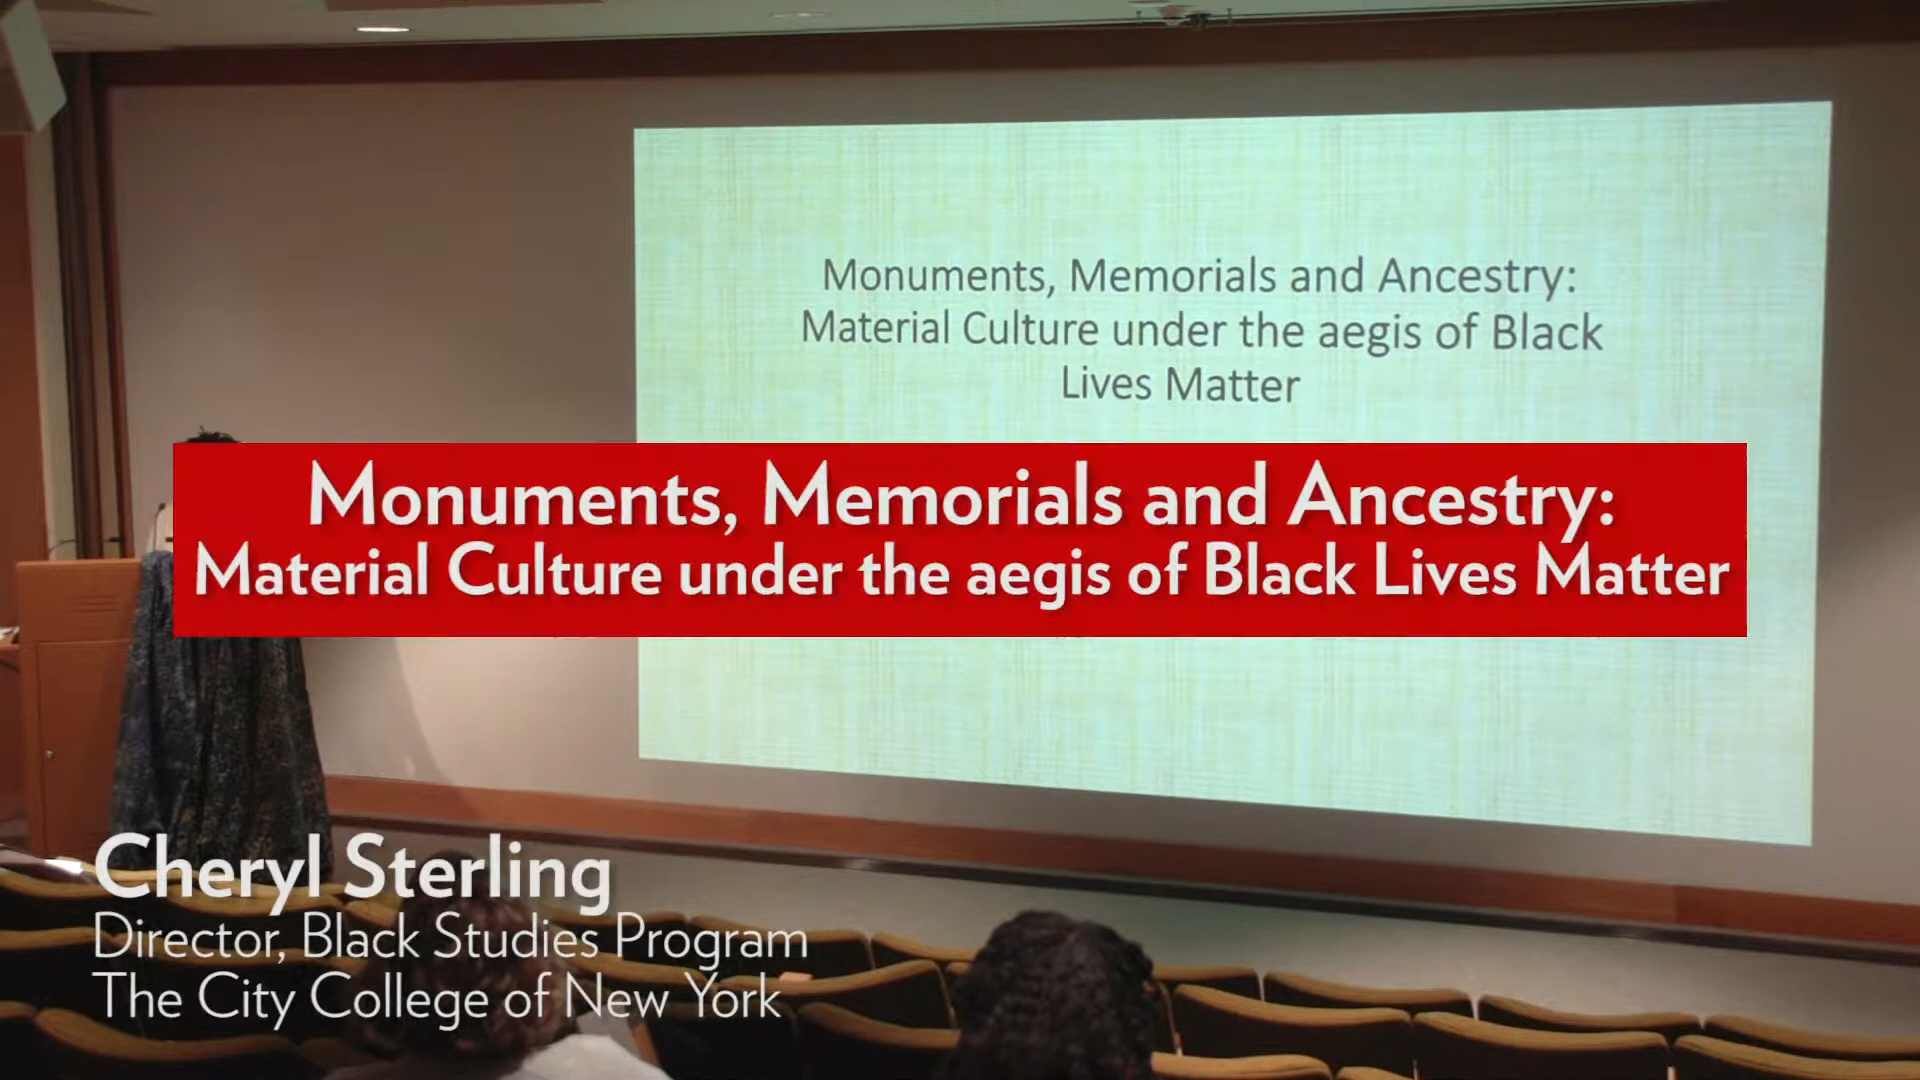 Monuments, Memorials and Ancestry:
Material Culture under the aegis of Black
Lives Matter
Monuments, Memorials and Ancestry:
Material Culture under the aegis of Black Lives Matter
Cheryl Sterling
Director, Black Studies Program
The City College of New York